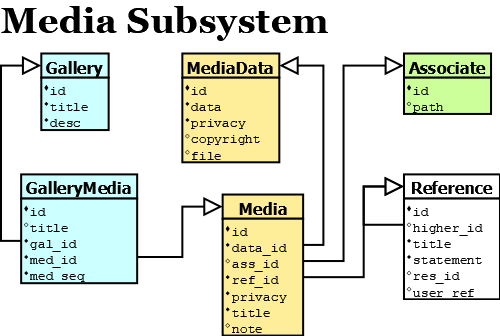 Media Subsystem
Gallery
id
title
desc
MediaData
id
data
privacy
copyright
file
Associate
id
path
GalleryMedia
id
title
gal_id
med_id
med_seq
Media
id
data_id
ass_id
ref_id
privacy
title
note
Reference
id
higher_id
title
statement
res_id
user_ref